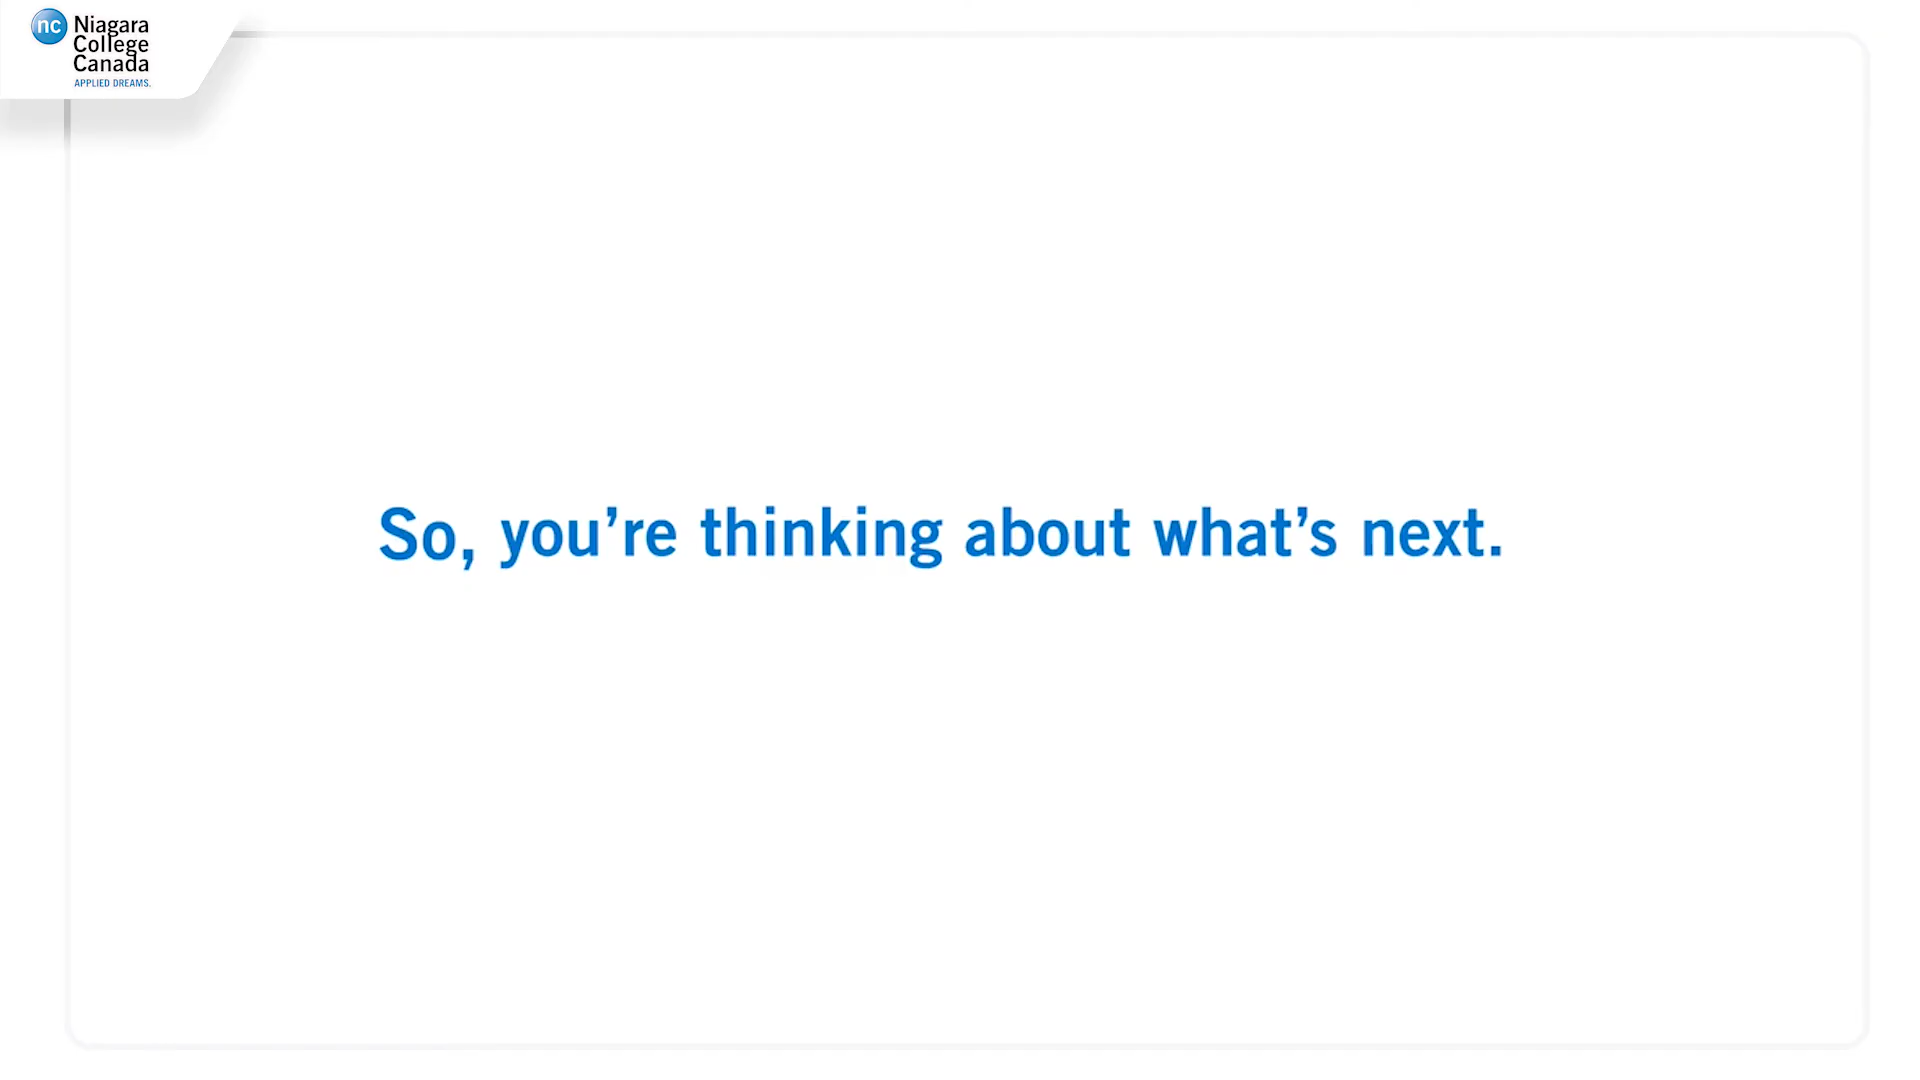 nc
Niagara
College
Canada
APPLIED DREAMS.
So, you’re thinking about what’s next.